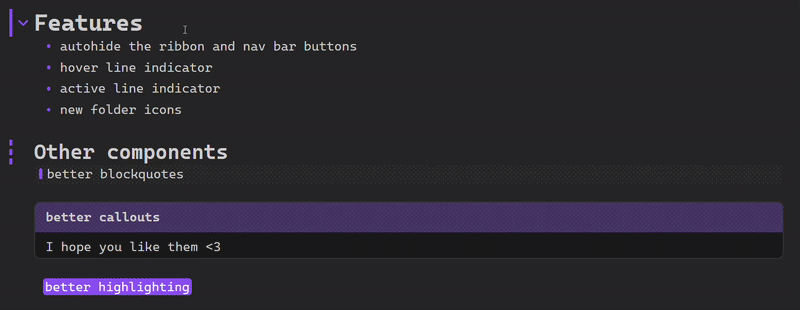 Features
autohide the ribbon and nav bar buttons
hover line indicator
active line indicator
new folder icons
Other components
better blockquotes
better callouts
I hope you like them <3
better highlighting